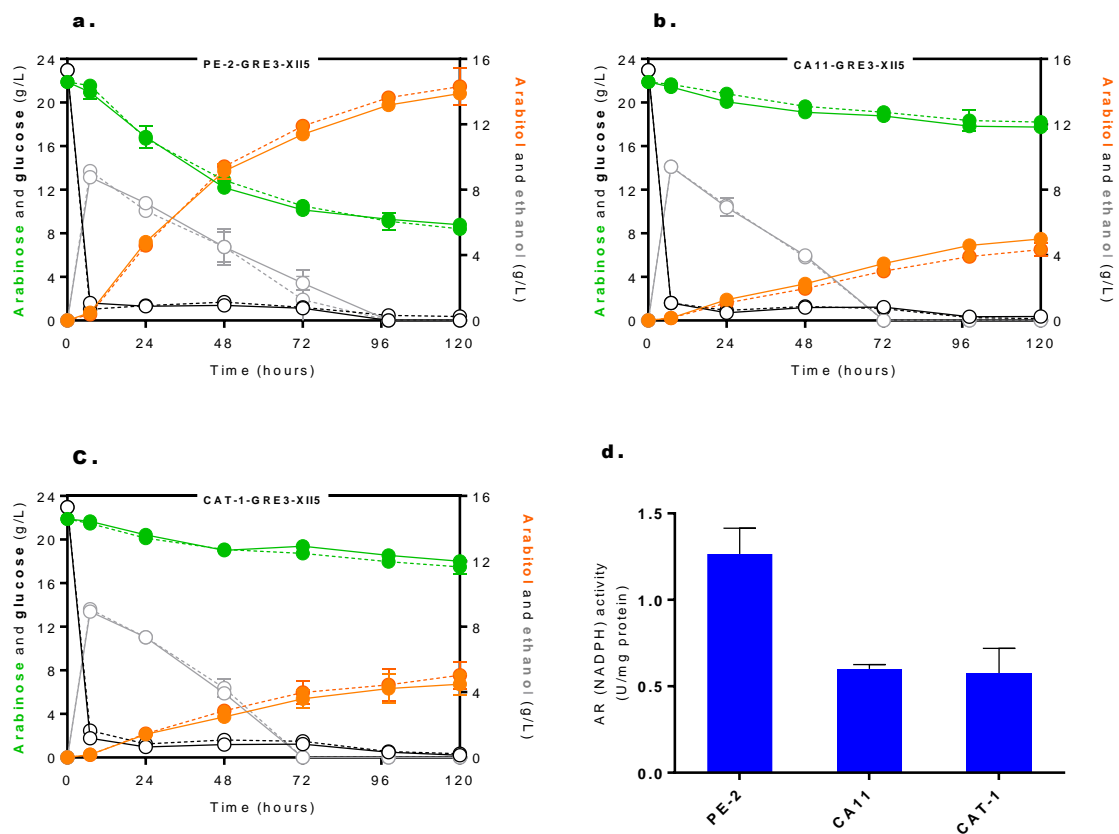 a.
PE-2-GRE3-XII5
24
20
16
12
8
4
0
16
12
8
4
0
0 24 48 72 96 120
Time (hours)
Arabinose and glucose (g/L)
Arabitol and ethanol (g/L)
b.
CA11-GRE3-XII5
24
20
16
12
8
4
0
16
12
8
4
0
0 24 48 72 96 120
Time (hours)
Arabinose and glucose (g/L)
Arabitol and ethanol (g/L)
c.
CAT-1-GRE3-XII5
24
20
16
12
8
4
0
16
12
8
4
0
0 24 48 72 96 120
Time (hours)
Arabinose and glucose (g/L)
Arabitol and ethanol (g/L)
d.
1.5
1.0
0.5
0.0
AR (NADPH) activity
(U/mg protein)
PE-2 CA11 CAT-1